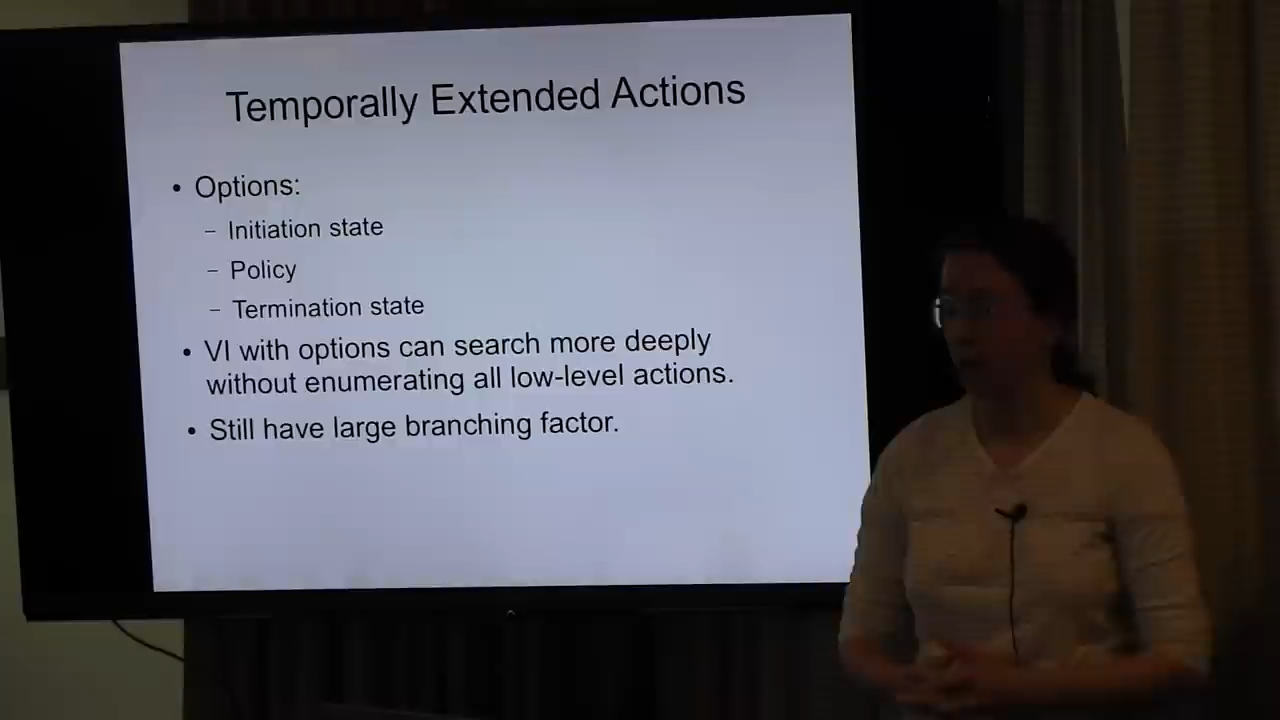 Temporally Extended Actions
• Options:
– Initiation state
– Policy
– Termination state
• VI with options can search more deeply
without enumerating all low-level actions.
• Still have large branching factor.